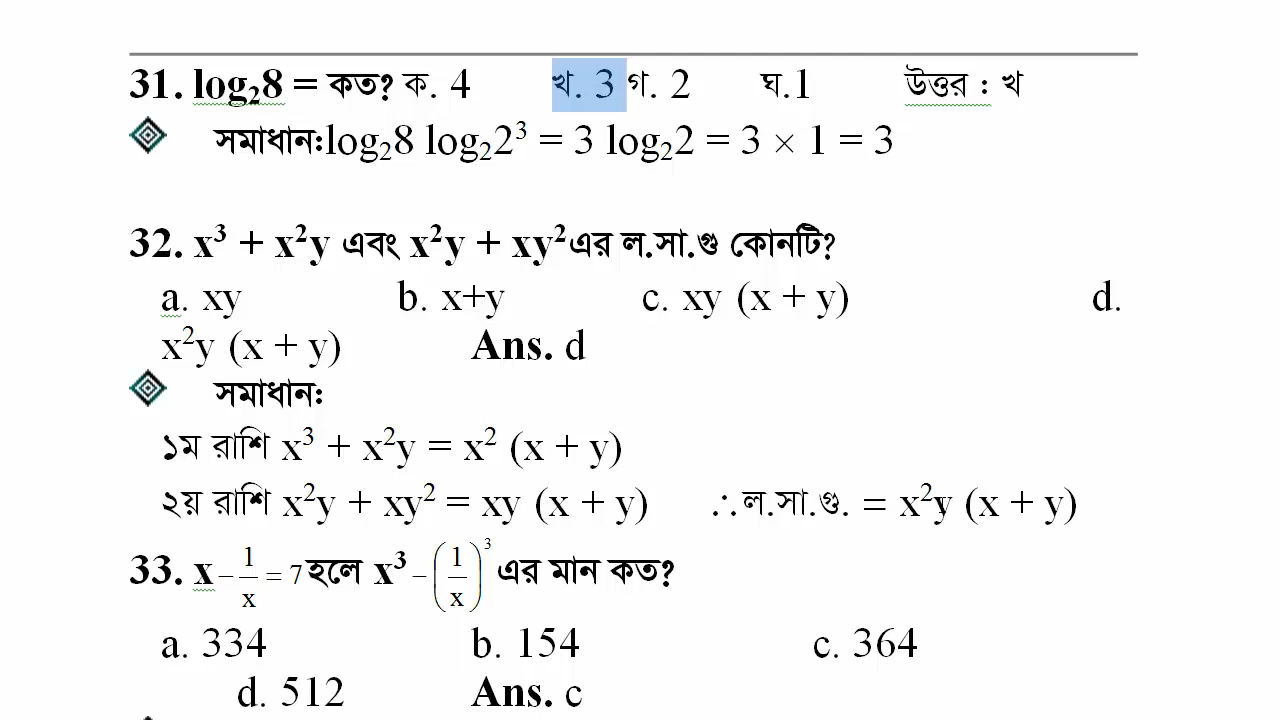 31. log₂8 = কত? ক. 4 খ. 3 গ. 2 ঘ.1 উত্তর : খ
সমাধান:log₂8 log₂2³ = 3 log₂2 = 3 × 1 = 3
32. x³ + x²y এবং x²y + xy²এর ল.সা.গু কোনটি?
a. xy b. x+y c. xy (x + y) d.
x²y (x + y) Ans. d
সমাধান:
১ম রাশি x³ + x²y = x² (x + y)
২য় রাশি x²y + xy² = xy (x + y) ∴ল.সা.গু. = x²y (x + y)
33. x − 1/x = 7 হলে x³ − (1/x)³ এর মান কত?
a. 334 b. 154 c. 364
d. 512 Ans. c